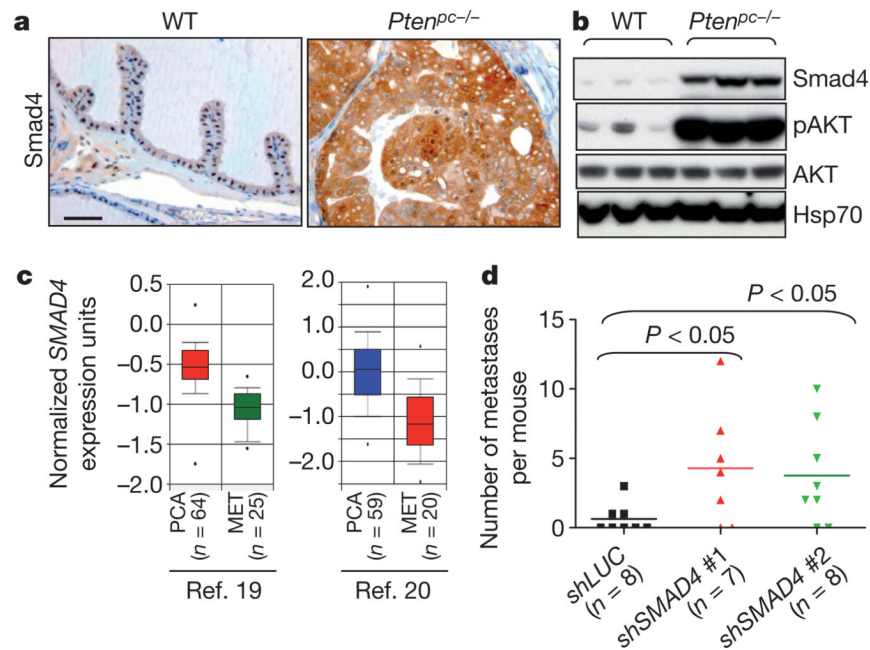 a
WT
Pten^pc–/–
Smad4
b
WT
Pten^pc–/–
Smad4
pAKT
AKT
Hsp70
c
Normalized SMAD4
expression units
0.5
0.0
–0.5
–1.0
–1.5
–2.0
PCA
(n = 64)
MET
(n = 25)
Ref. 19
2.0
1.0
0.0
–1.0
–2.0
PCA
(n = 59)
MET
(n = 20)
Ref. 20
d
P < 0.05
P < 0.05
Number of metastases
per mouse
15
10
5
0
shLUC
(n = 8)
shSMAD4 #1
(n = 7)
shSMAD4 #2
(n = 8)